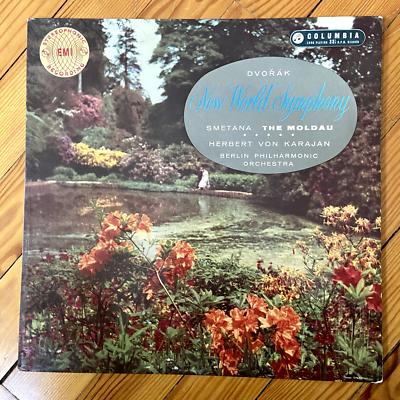 STEREOPHONIC
EMI
RECORDING
COLUMBIA
LONG PLAYING 33⅓ R.P.M. RECORD
DVOŘÁK
New World Symphony
SMETANA THE MOLDAU
HERBERT VON KARAJAN
BERLIN PHILHARMONIC
ORCHESTRA